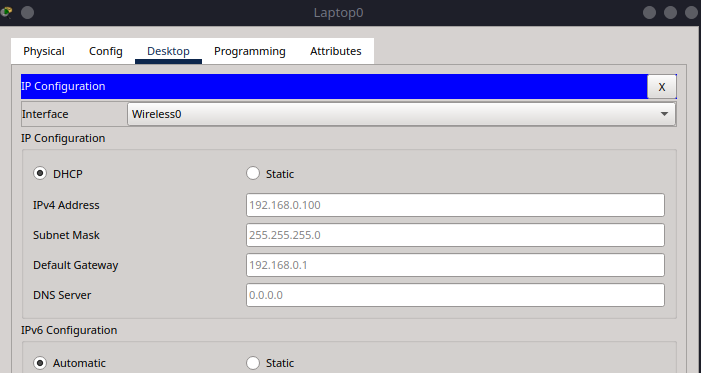 Laptop0
Physical Config Desktop Programming Attributes
IP Configuration X
Interface Wireless0
IP Configuration
DHCP Static
IPv4 Address 192.168.0.100
Subnet Mask 255.255.255.0
Default Gateway 192.168.0.1
DNS Server 0.0.0.0
IPv6 Configuration
Automatic Static